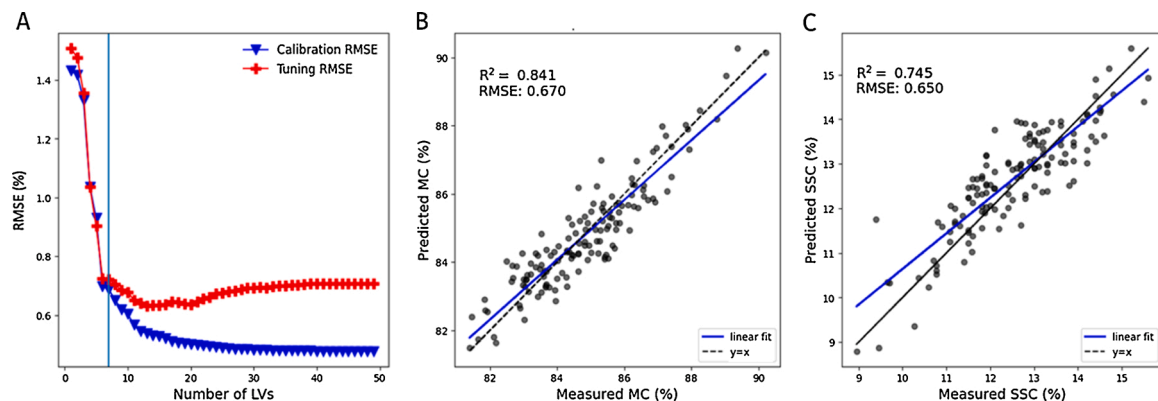 A
Calibration RMSE
Tuning RMSE
1.4
1.2
1.0
0.8
0.6
RMSE (%)
0 10 20 30 40 50
Number of LVs
B
R² = 0.841
RMSE: 0.670
90
88
86
84
82
Predicted MC (%)
linear fit
y=x
82 84 86 88 90
Measured MC (%)
C
R² = 0.745
RMSE: 0.650
15
14
13
12
11
10
9
Predicted SSC (%)
linear fit
y=x
9 10 11 12 13 14 15
Measured SSC (%)